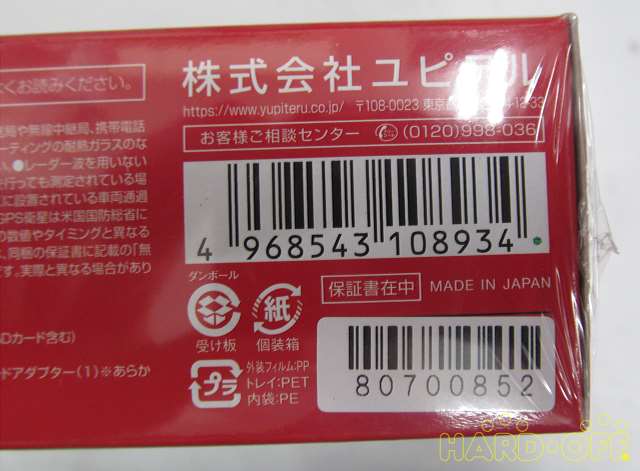 くお読みください。
株式会社ユピテル
https://www.yupiteru.co.jp/ 〒108-0023 東京
お客様ご相談センター (0120)998-036
話局や無線中継局、携帯電話
ーティングの耐熱ガラスのな
い。●レーダー波を用いない
を行っても測定されている場
に設置されている車両通過
GPS衛星は米国国防総省に
の数値やタイミングと異なる
、同梱の保証書に記載の「無
です。実際と異なる場合があり
4 968543 108934
ダンボール
受け板
紙
個装箱
保証書在中 MADE IN JAPAN
Dカード含む)
ードアダプター(1)※あらか
プラ
外装フィルム:PP
トレイ:PET
内袋:PE
80700852
HARD-OFF